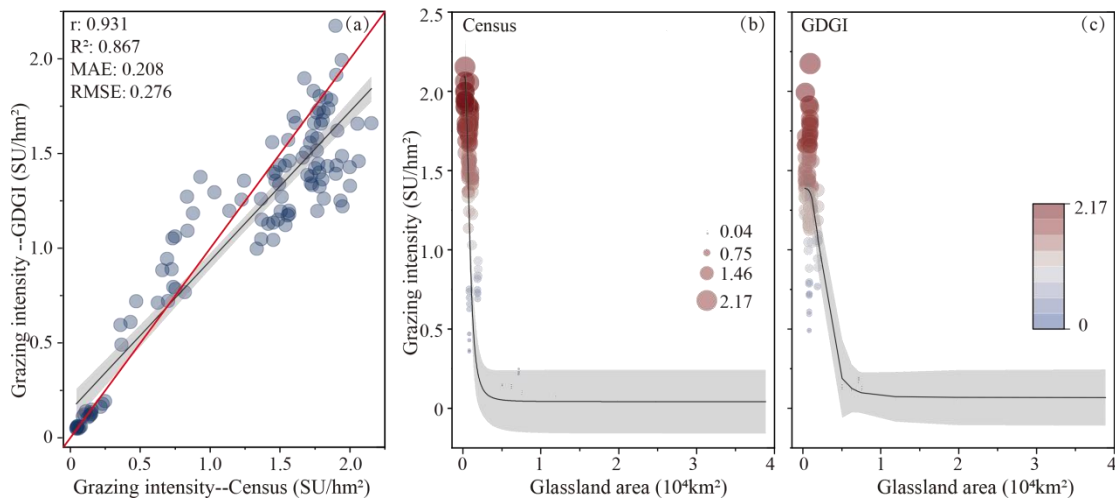 (a)
r: 0.931
R²: 0.867
MAE: 0.208
RMSE: 0.276
Grazing intensity --GDGI (SU/hm²)
2.0
1.5
1.0
0.5
0
0
0.5
1.0
1.5
2.0
Grazing intensity--Census (SU/hm²)
Census
(b)
Grazing intensity (SU/hm²)
2.5
2.0
1.5
1.0
0.5
0
0.04
0.75
1.46
2.17
0
1
2
3
4
Glassland area (10⁴km²)
GDGI
(c)
2.17
0
0
1
2
3
4
Glassland area (10⁴km²)